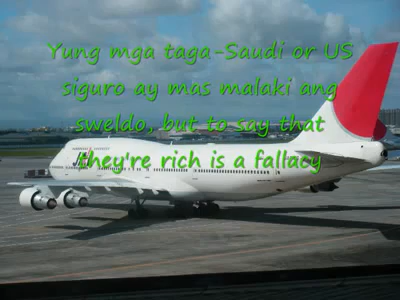 Yung mga taga-Saudi or US
siguro ay mas malaki ang
sweldo, but to say that
they're rich is a fallacy